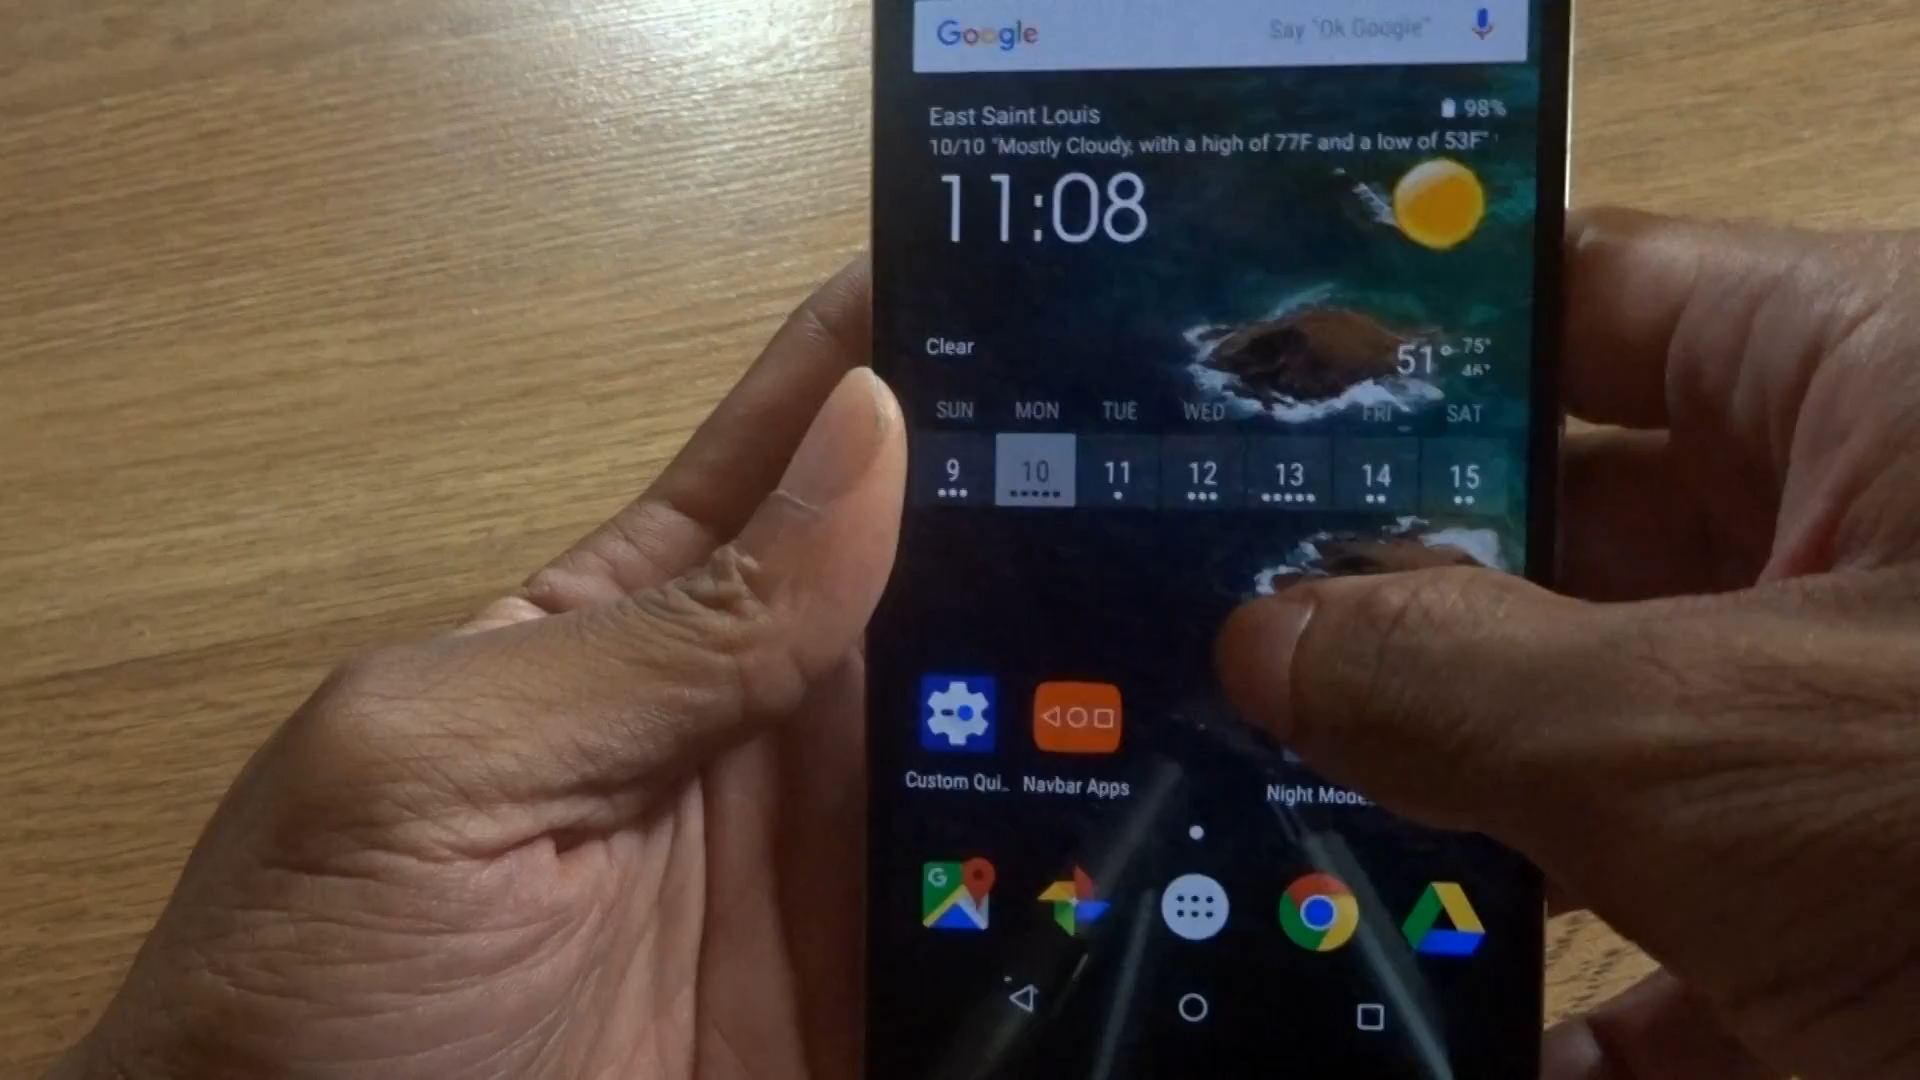 Google Say "Ok Google"
East Saint Louis 98%
10/10 "Mostly Cloudy, with a high of 77F and a low of 53F"
11:08
Clear 51° 75°
46°
SUN MON TUE WED FRI SAT
9 10 11 12 13 14 15
Custom Qui... Navbar Apps Night Mode
G